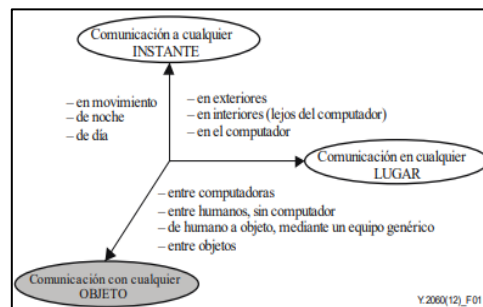 Comunicación a cualquier
INSTANTE
– en movimiento
– de noche
– de día
– en exteriores
– en interiores (lejos del computador)
– en el computador
Comunicación en cualquier
LUGAR
– entre computadoras
– entre humanos, sin computador
– de humano a objeto, mediante un equipo genérico
– entre objetos
Comunicación con cualquier
OBJETO
Y.2060(12)_F01